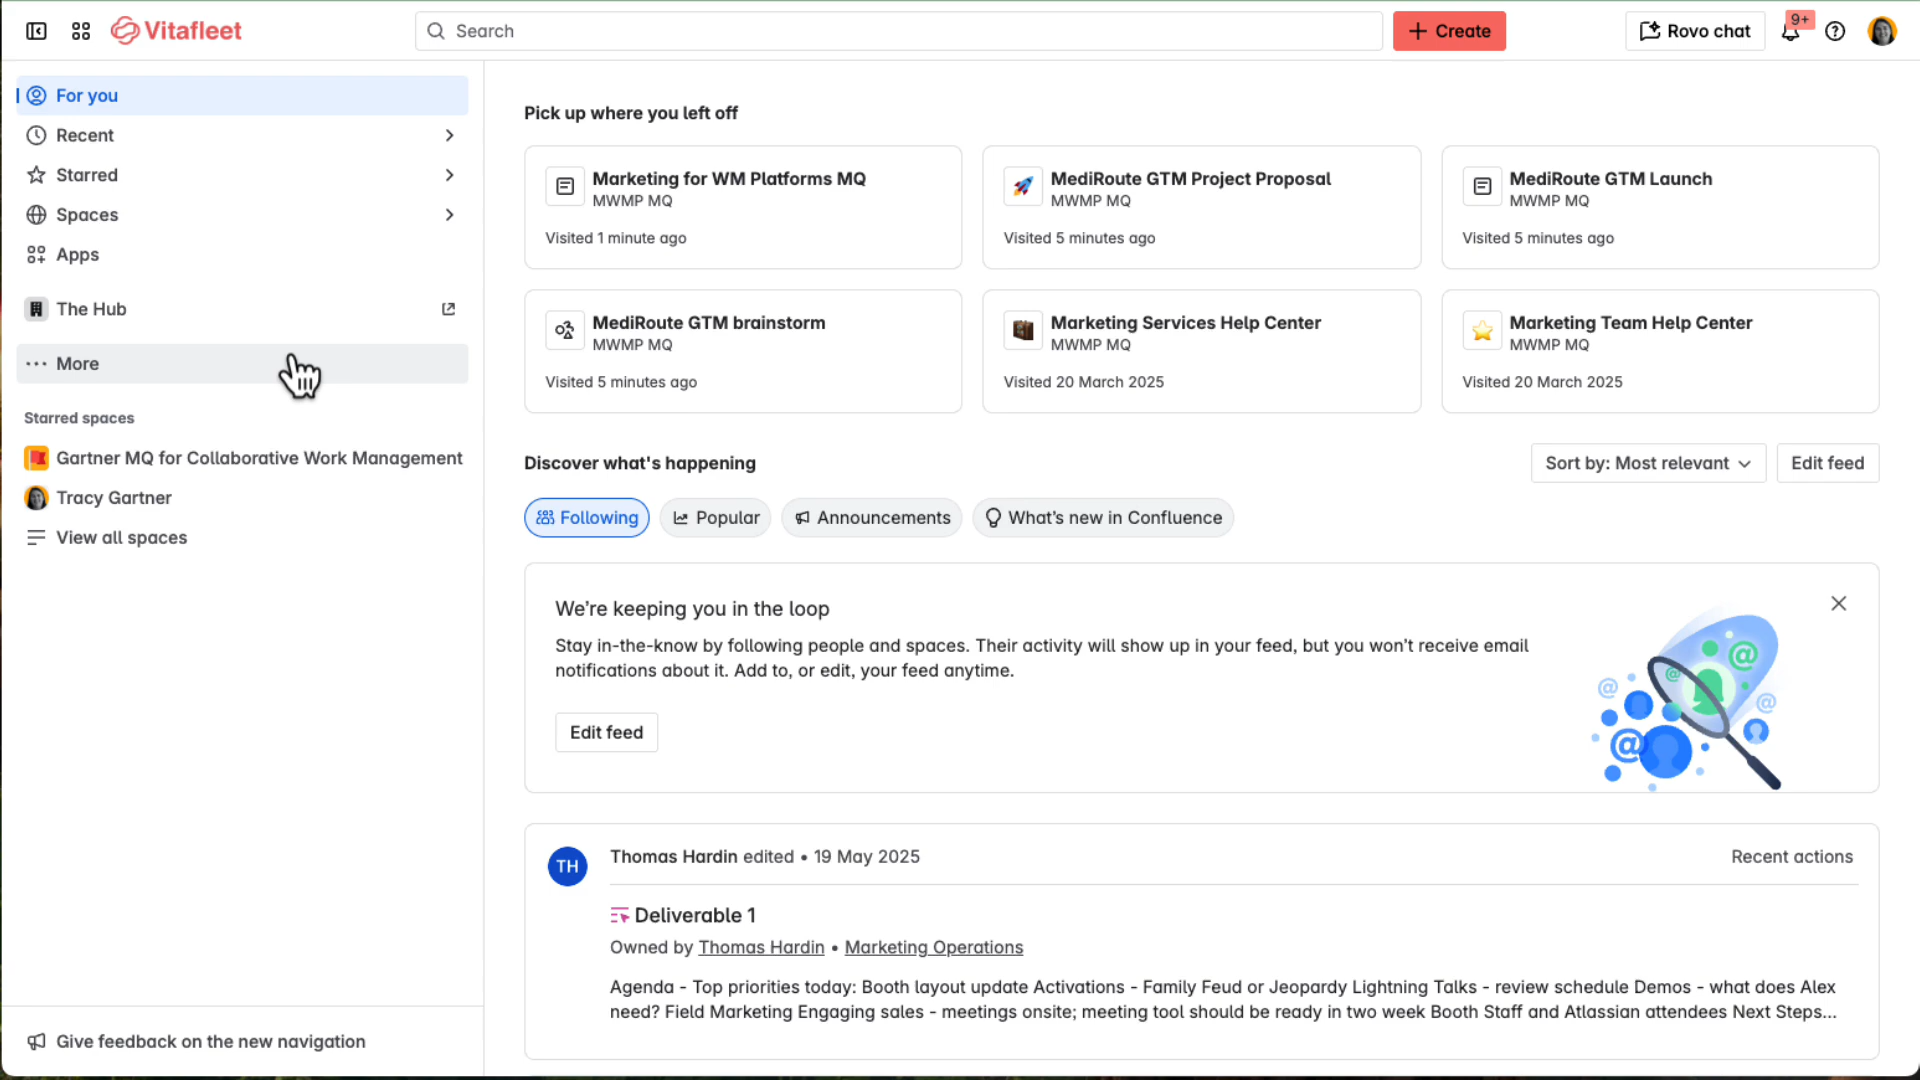 Vitafleet
Search
Create
Rovo chat
9+
For you
Recent
Starred
Spaces
Apps
The Hub
More
Starred spaces
Gartner MQ for Collaborative Work Management
Tracy Gartner
View all spaces
Give feedback on the new navigation
Pick up where you left off
Marketing for WM Platforms MQ
MWMP MQ
Visited 1 minute ago
MediRoute GTM Project Proposal
MWMP MQ
Visited 5 minutes ago
MediRoute GTM Launch
MWMP MQ
Visited 5 minutes ago
MediRoute GTM brainstorm
MWMP MQ
Visited 5 minutes ago
Marketing Services Help Center
MWMP MQ
Visited 20 March 2025
Marketing Team Help Center
MWMP MQ
Visited 20 March 2025
Discover what's happening
Sort by: Most relevant
Edit feed
Following
Popular
Announcements
What's new in Confluence
We're keeping you in the loop
Stay in-the-know by following people and spaces. Their activity will show up in your feed, but you won't receive email
notifications about it. Add to, or edit, your feed anytime.
Edit feed
TH
Thomas Hardin edited • 19 May 2025
Recent actions
Deliverable 1
Owned by Thomas Hardin • Marketing Operations
Agenda - Top priorities today: Booth layout update Activations - Family Feud or Jeopardy Lightning Talks - review schedule Demos - what does Alex
need? Field Marketing Engaging sales - meetings onsite; meeting tool should be ready in two week Booth Staff and Atlassian attendees Next Steps...